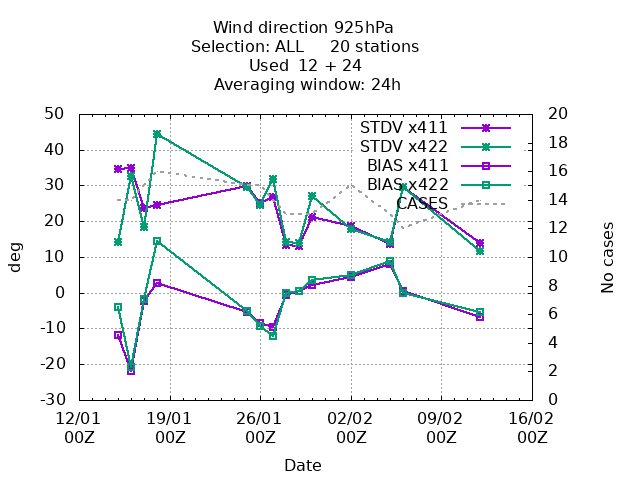 Wind direction 925hPa
Selection: ALL     20 stations
Used  12 + 24
Averaging window: 24h
50
40
30
20
10
0
-10
-20
-30
deg
20
18
16
14
12
10
8
6
4
2
0
No cases
STDV x411
STDV x422
BIAS x411
BIAS x422
CASES
12/01 19/01 26/01 02/02 09/02 16/02
00Z 00Z 00Z 00Z 00Z 00Z
Date